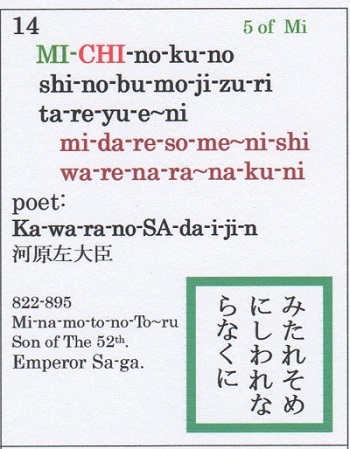 14
5 of Mi
MI-CHI-no-ku-no
shi-no-bu-mo-ji-zu-ri
ta-re-yu-e~ni
mi-da-re-so-me~ni-shi
wa-re-na-ra~na-ku-ni
poet:
Ka-wa-ra-no-SA-da-i-ji-n
河原左大臣
822-895
Mi-na-mo-to-no-To~ru
Son of The 52th.
Emperor Sa-ga.
みたれそめ
にしわれな
らなくに